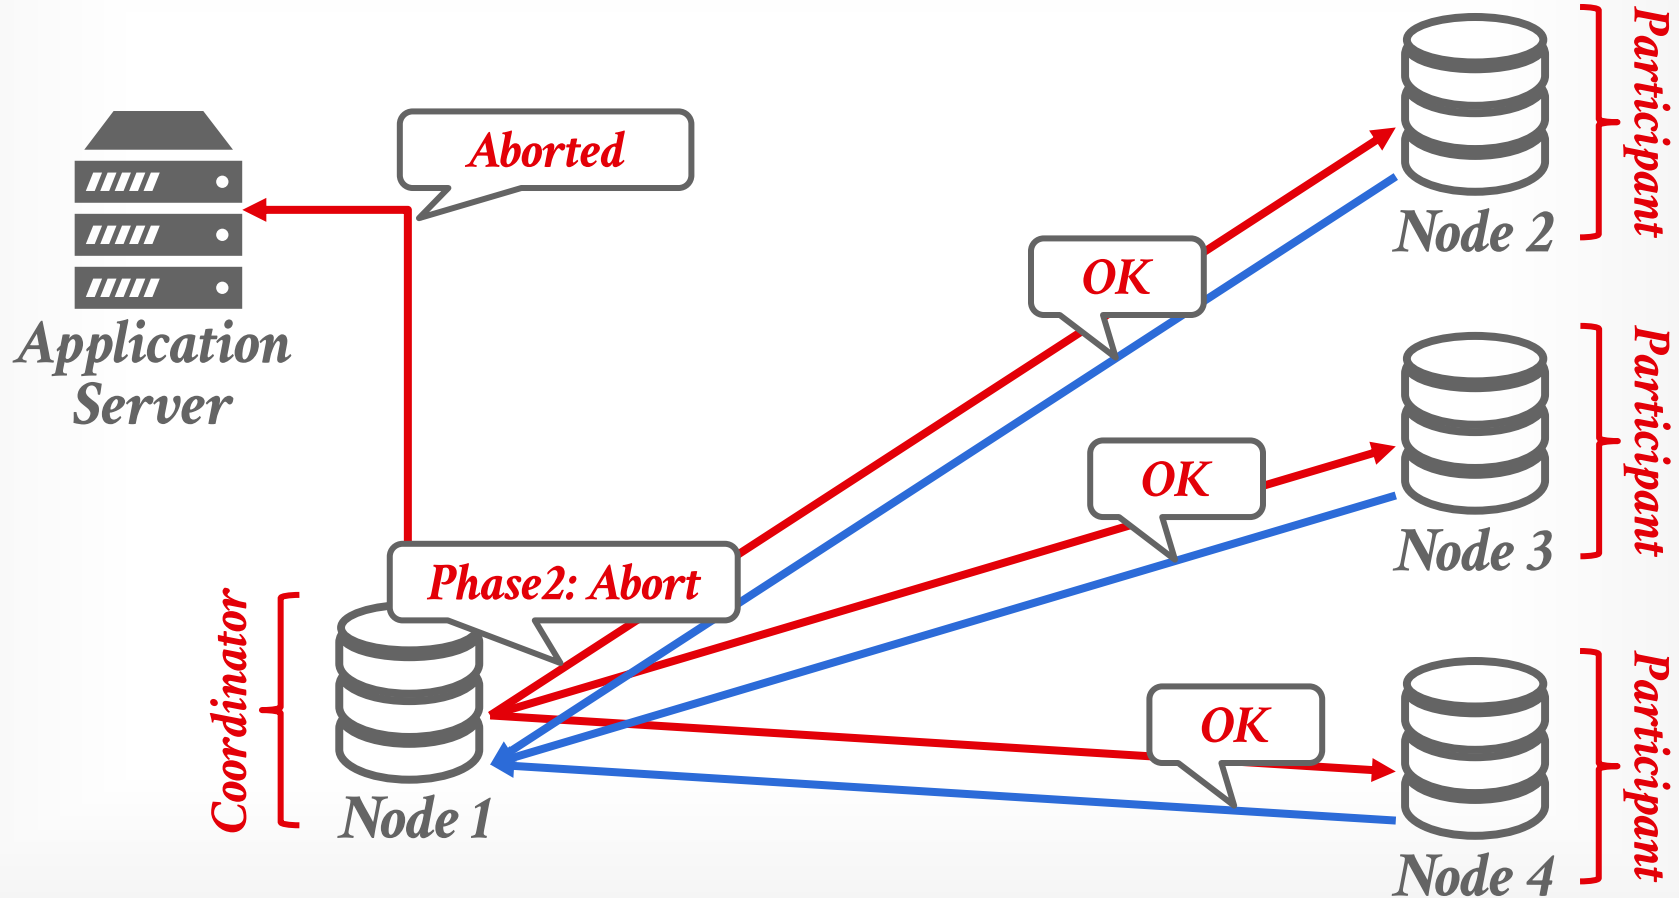 Aborted
Application
Server
OK
Node 2
Participant
OK
Node 3
Participant
Phase2: Abort
Coordinator
Node 1
OK
Node 4
Participant